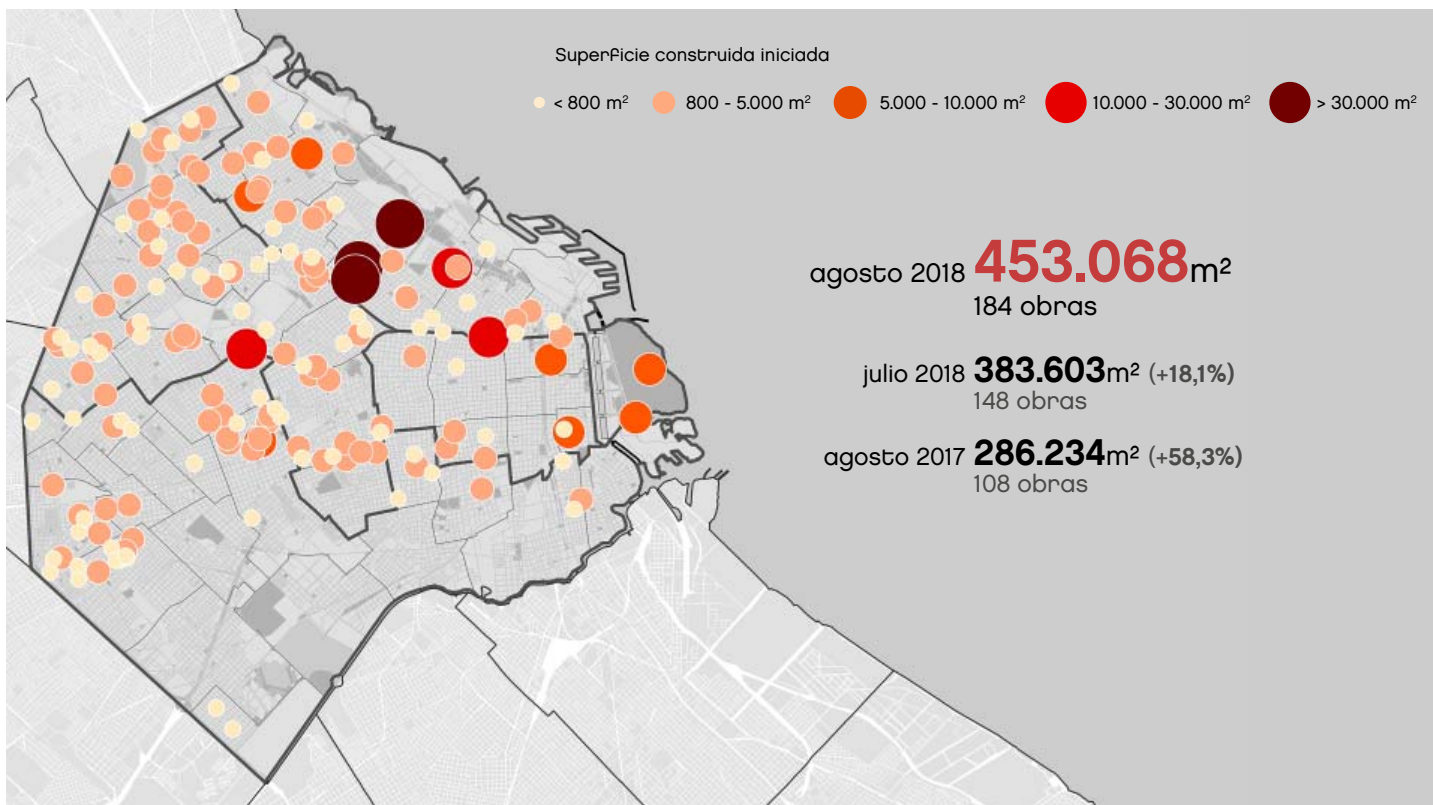 Superficie construida iniciada
< 800 m²
800 - 5.000 m²
5.000 - 10.000 m²
10.000 - 30.000 m²
> 30.000 m²
agosto 2018 453.068m²
184 obras
julio 2018 383.603m² (+18,1%)
148 obras
agosto 2017 286.234m² (+58,3%)
108 obras